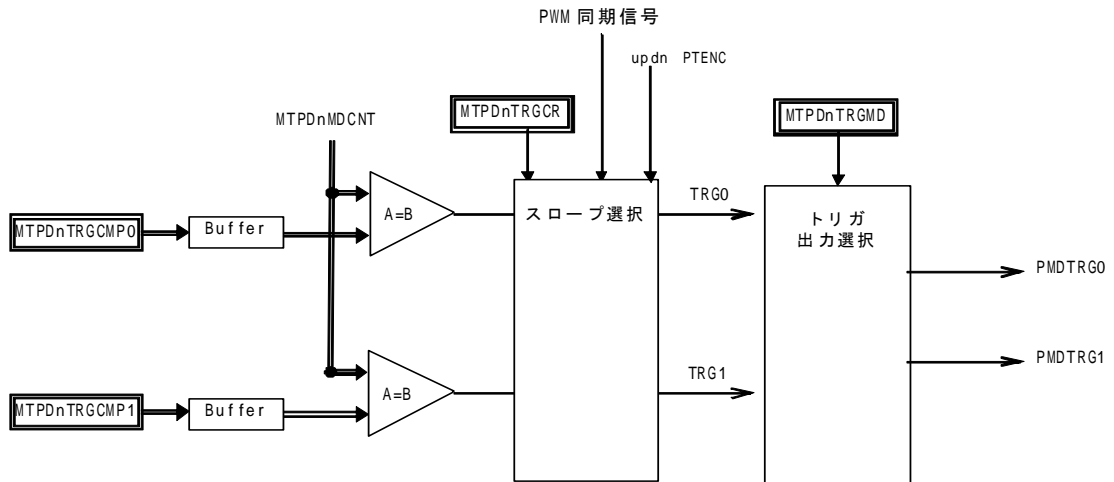 PWM 同期信号
updn PTENC
MTPDnTRGCR
MTPDnTRGMD
MTPDnMDCNT
A=B
スロープ選択
TRG0
トリガ
出力選択
MTPDnTRGCMP0
Buffer
PMDTRG0
PMDTRG1
A=B
TRG1
MTPDnTRGCMP1
Buffer